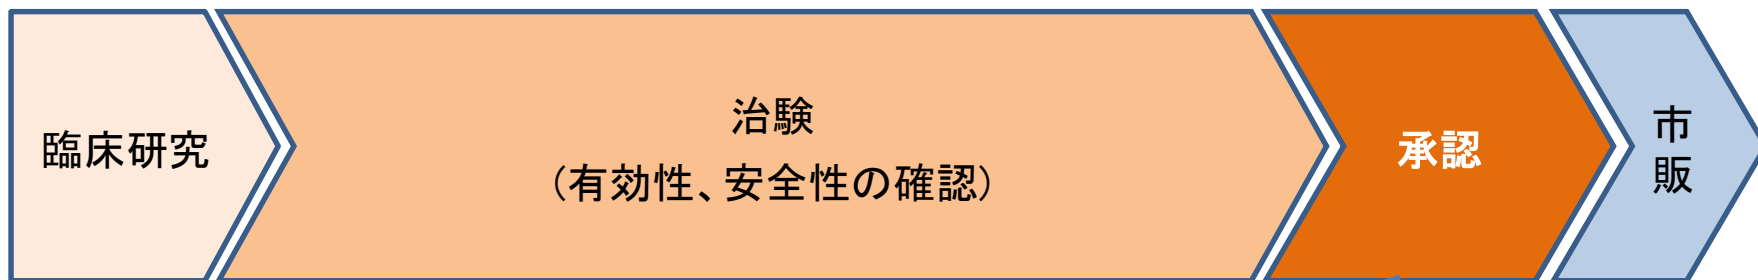 臨床研究
治験
(有効性、安全性の確認)
承認
市
販